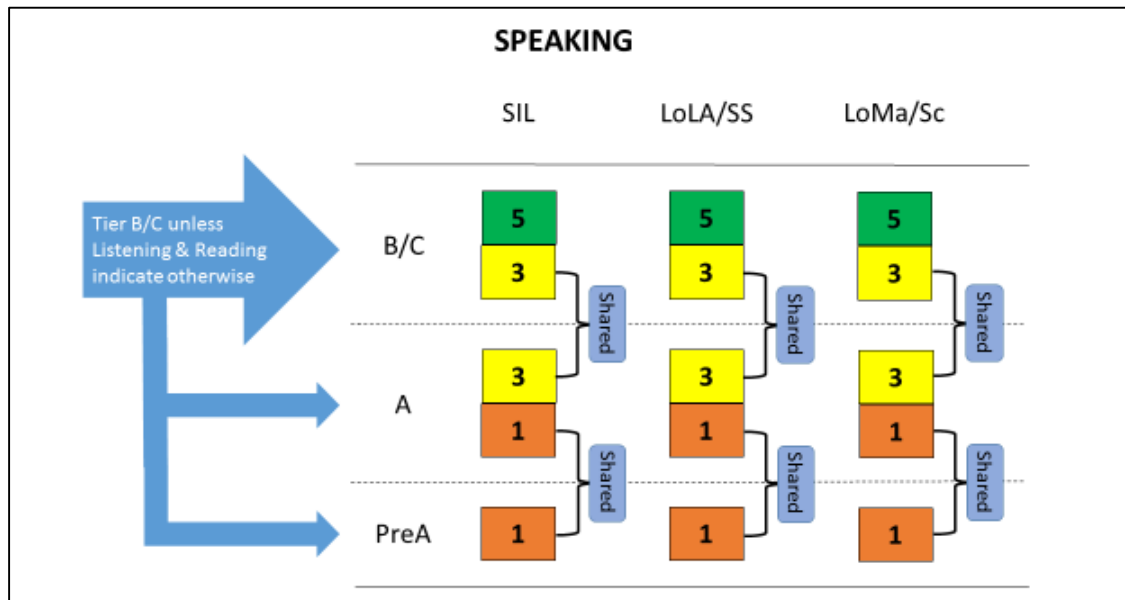 SPEAKING
SIL LoLA/SS LoMa/Sc
Tier B/C unless
Listening & Reading
indicate otherwise
B/C
5 5 5
3 3 3
Shared Shared Shared
A
3 3 3
1 1 1
Shared Shared Shared
PreA
1 1 1